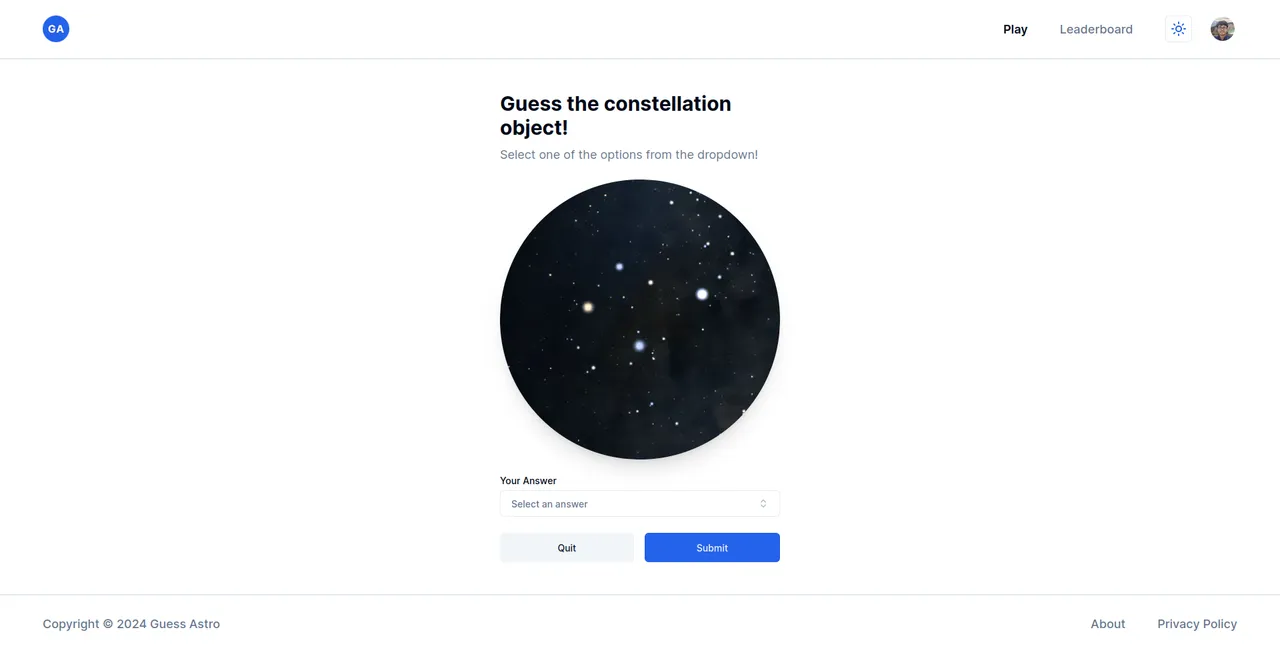 GA
Play
Leaderboard
Guess the constellation
object!
Select one of the options from the dropdown!
Your Answer
Select an answer
Quit
Submit
Copyright © 2024 Guess Astro
About
Privacy Policy